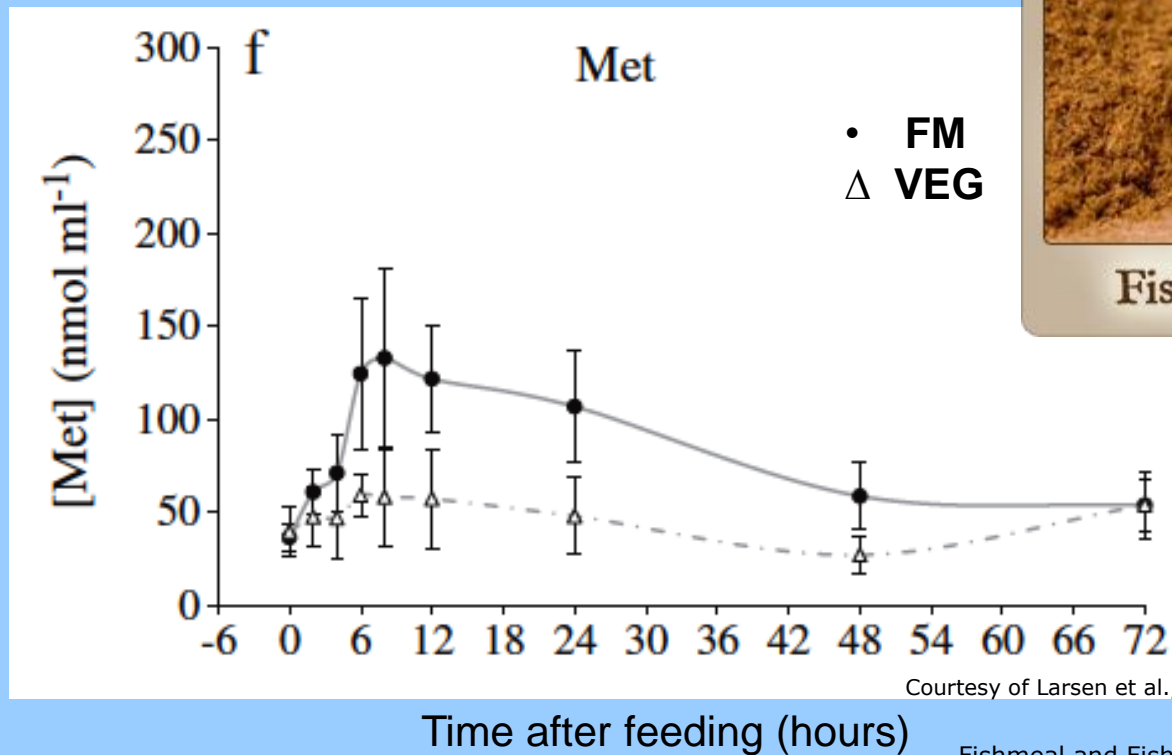 f
Met
300
250
200
150
100
50
0
[Met] (nmol ml⁻¹)
• FM
Δ VEG
-6 0 6 12 18 24 30 36 42 48 54 60 66 72
Courtesy of Larsen et al.
Time after feeding (hours)
Fishmeal and